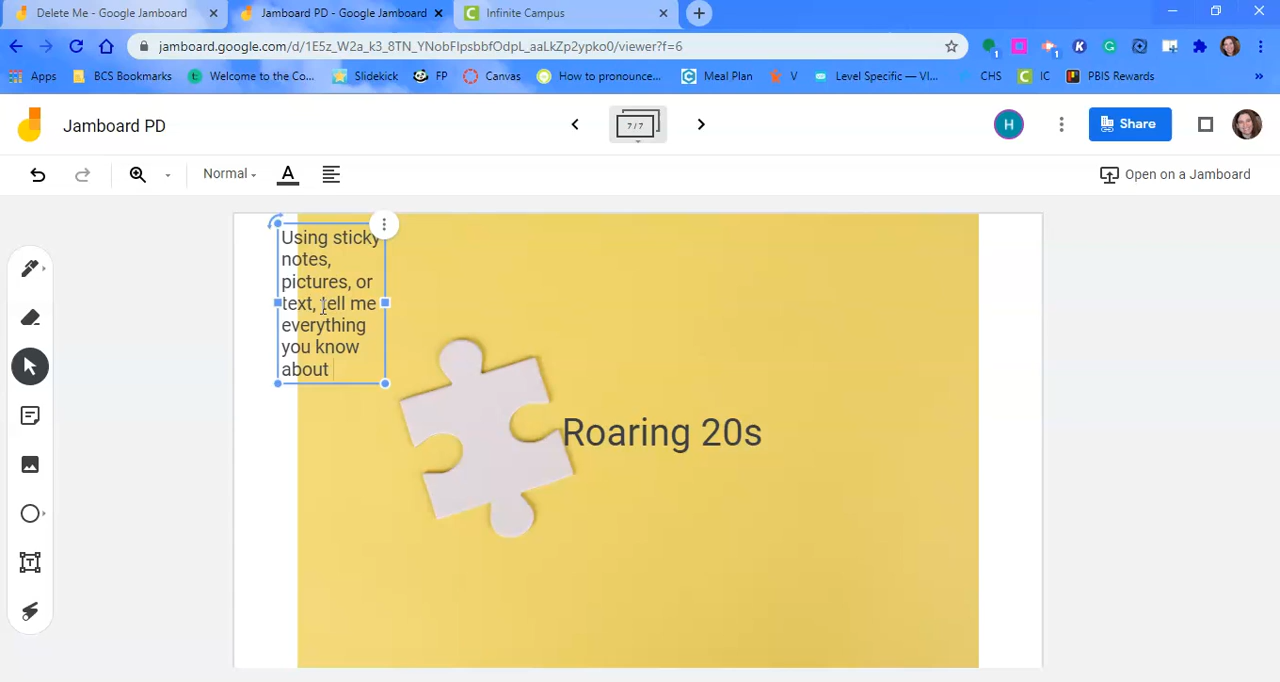 Delete Me - Google Jamboard
Jamboard PD - Google Jamboard
Infinite Campus
jamboard.google.com/d/1E5z_W2a_k3_8TN_YNobFIpsbbfOdpL_aaLkZp2ypko0/viewer?f=6
Apps BCS Bookmarks Welcome to the Co... Slidekick FP Canvas How to pronounce... Meal Plan V Level Specific — VI... CHS IC PBIS Rewards
Jamboard PD
7 / 7
H
Share
Normal
A
Open on a Jamboard
Using sticky
notes,
pictures, or
text, tell me
everything
you know
about
Roaring 20s